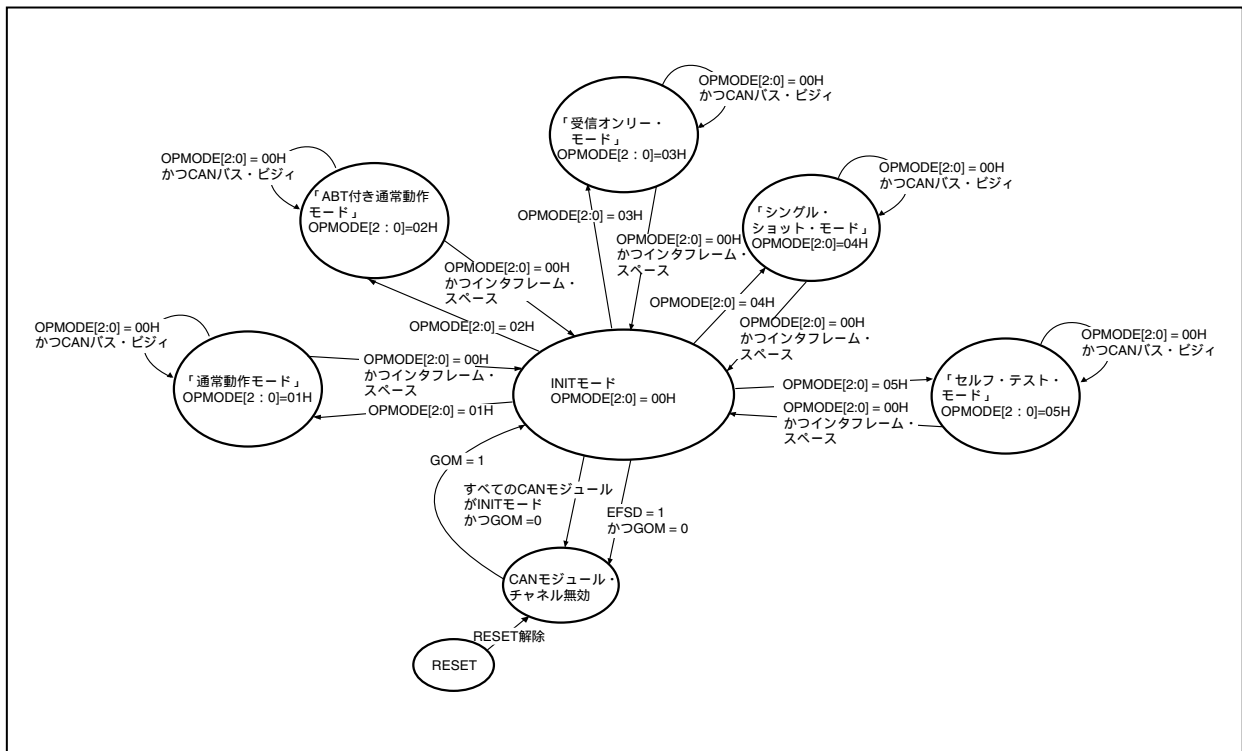 OPMODE[2:0] = 00H
かつCANバス・ビジィ
「受信オンリー・
モード」
OPMODE[2：0]=03H
OPMODE[2:0] = 00H
かつCANバス・ビジィ
「ABT付き通常動作
モード」
OPMODE[2：0]=02H
OPMODE[2:0] = 00H
かつCANバス・ビジィ
「シングル・
ショット・モード」
OPMODE[2:0]=04H
OPMODE[2:0] = 03H
OPMODE[2:0] = 00H
かつインタフレーム・
スペース
OPMODE[2:0] = 00H
かつインタフレーム・
スペース
OPMODE[2:0] = 04H
OPMODE[2:0] = 02H
OPMODE[2:0] = 00H
かつインタフレーム・
スペース
OPMODE[2:0] = 00H
かつCANバス・ビジィ
「通常動作モード」
OPMODE[2：0]=01H
OPMODE[2:0] = 00H
かつインタフレーム・
スペース
OPMODE[2:0] = 01H
INITモード
OPMODE[2:0] = 00H
OPMODE[2:0] = 05H
OPMODE[2:0] = 00H
かつインタフレーム・
スペース
OPMODE[2:0] = 00H
かつCANバス・ビジィ
「セルフ・テスト・
モード」
OPMODE[2：0]=05H
GOM = 1
すべてのCANモジュール
がINITモード
かつGOM =0
EFSD = 1
かつGOM = 0
CANモジュール・
チャネル無効
RESET解除
RESET